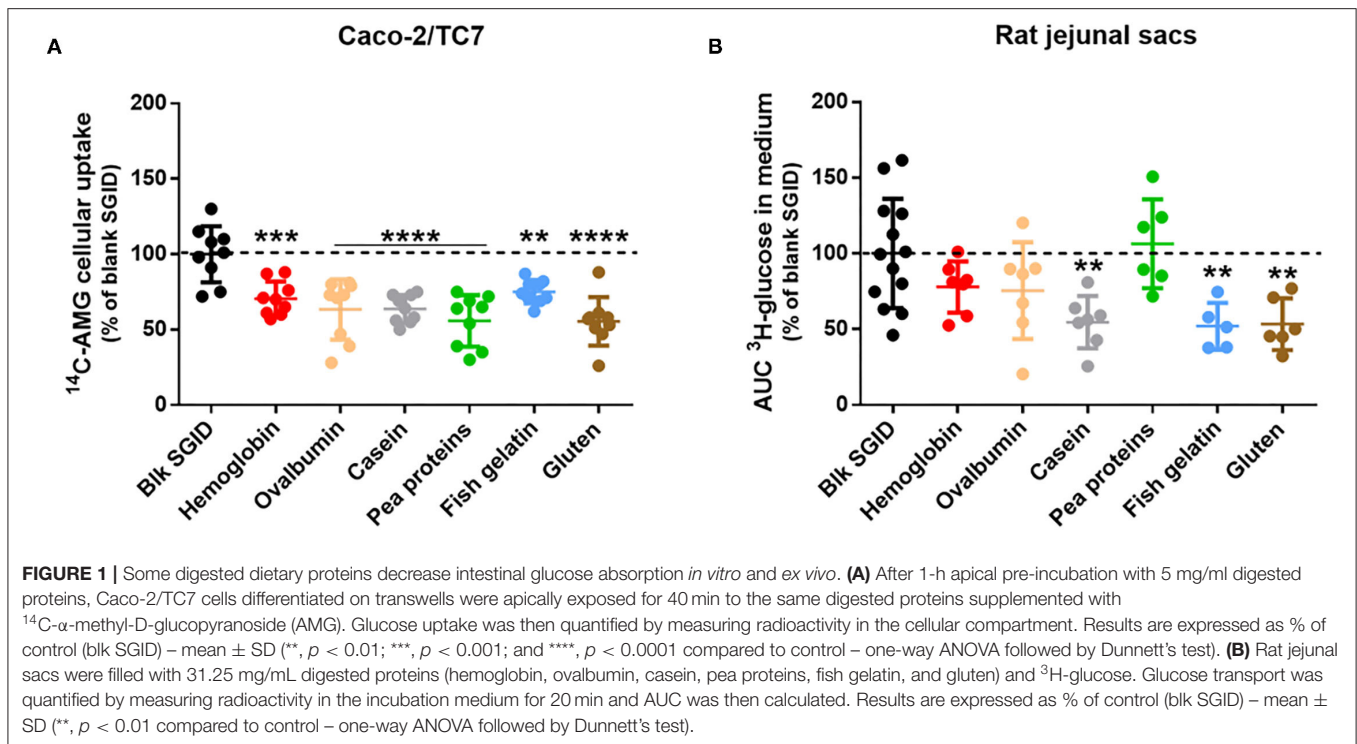 A
Caco-2/TC7
¹⁴C-AMG cellular uptake
(% of blank SGID)
200
150
100
50
0
***
****
**
****
Blk SGID
Hemoglobin
Ovalbumin
Casein
Pea proteins
Fish gelatin
Gluten
B
Rat jejunal sacs
AUC ³H-glucose in medium
(% of blank SGID)
200
150
100
50
0
**
**
**
Blk SGID
Hemoglobin
Ovalbumin
Casein
Pea proteins
Fish gelatin
Gluten
FIGURE 1 | Some digested dietary proteins decrease intestinal glucose absorption in vitro and ex vivo. (A) After 1-h apical pre-incubation with 5 mg/ml digested
proteins, Caco-2/TC7 cells differentiated on transwells were apically exposed for 40 min to the same digested proteins supplemented with
¹⁴C-α-methyl-D-glucopyranoside (AMG). Glucose uptake was then quantified by measuring radioactivity in the cellular compartment. Results are expressed as % of
control (blk SGID) – mean ± SD (**, p < 0.01; ***, p < 0.001; and ****, p < 0.0001 compared to control – one-way ANOVA followed by Dunnett's test). (B) Rat jejunal
sacs were filled with 31.25 mg/mL digested proteins (hemoglobin, ovalbumin, casein, pea proteins, fish gelatin, and gluten) and ³H-glucose. Glucose transport was
quantified by measuring radioactivity in the incubation medium for 20 min and AUC was then calculated. Results are expressed as % of control (blk SGID) – mean ±
SD (**, p < 0.01 compared to control – one-way ANOVA followed by Dunnett's test).